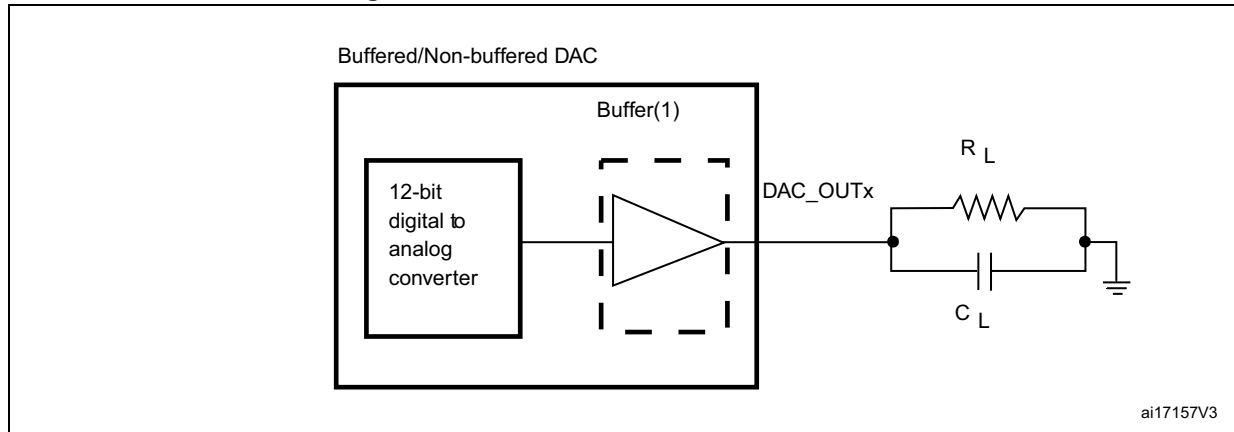 Buffered/Non-buffered DAC
Buffer(1)
12-bit
digital to
analog
converter
DAC_OUTx
R L
C L
ai17157V3